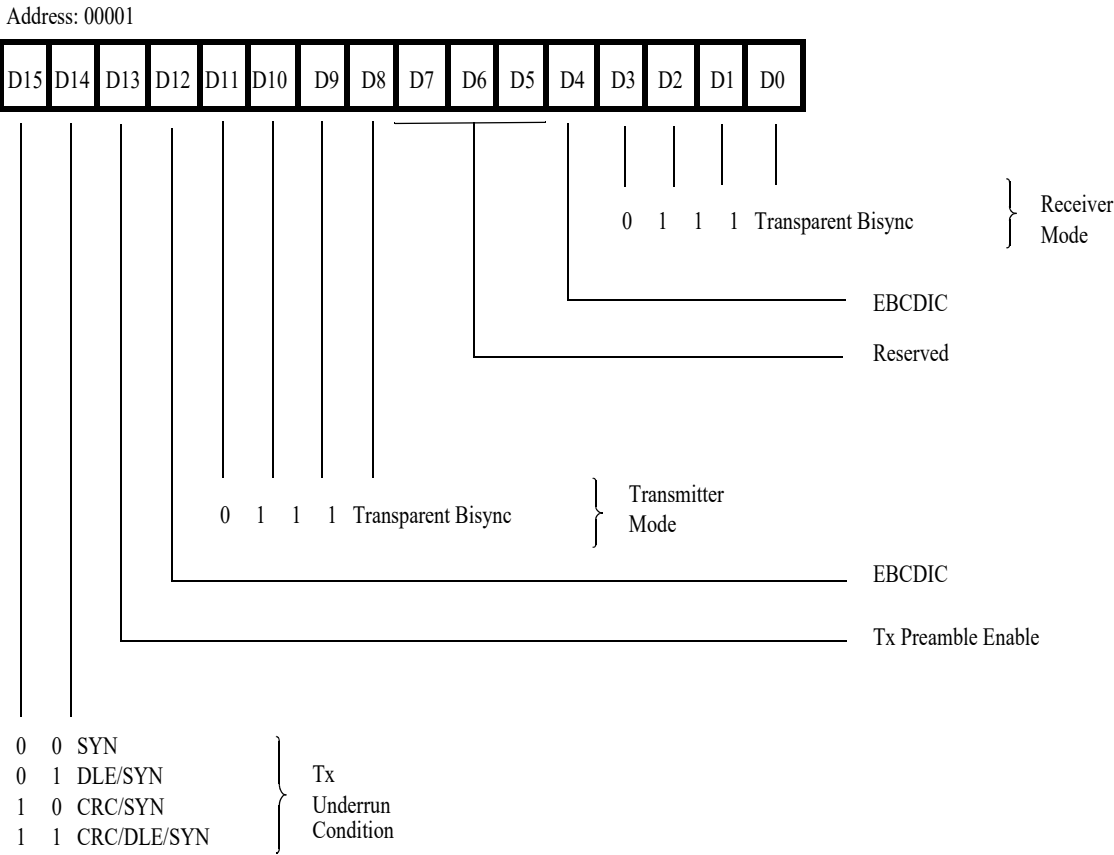 Address: 00001
D15 D14 D13 D12 D11 D10 D9 D8 D7 D6 D5 D4 D3 D2 D1 D0
0 1 1 1 Transparent Bisync
Receiver
Mode
EBCDIC
Reserved
0 1 1 1 Transparent Bisync
Transmitter
Mode
EBCDIC
Tx Preamble Enable
0 0 SYN
0 1 DLE/SYN
1 0 CRC/SYN
1 1 CRC/DLE/SYN
Tx
Underrun
Condition